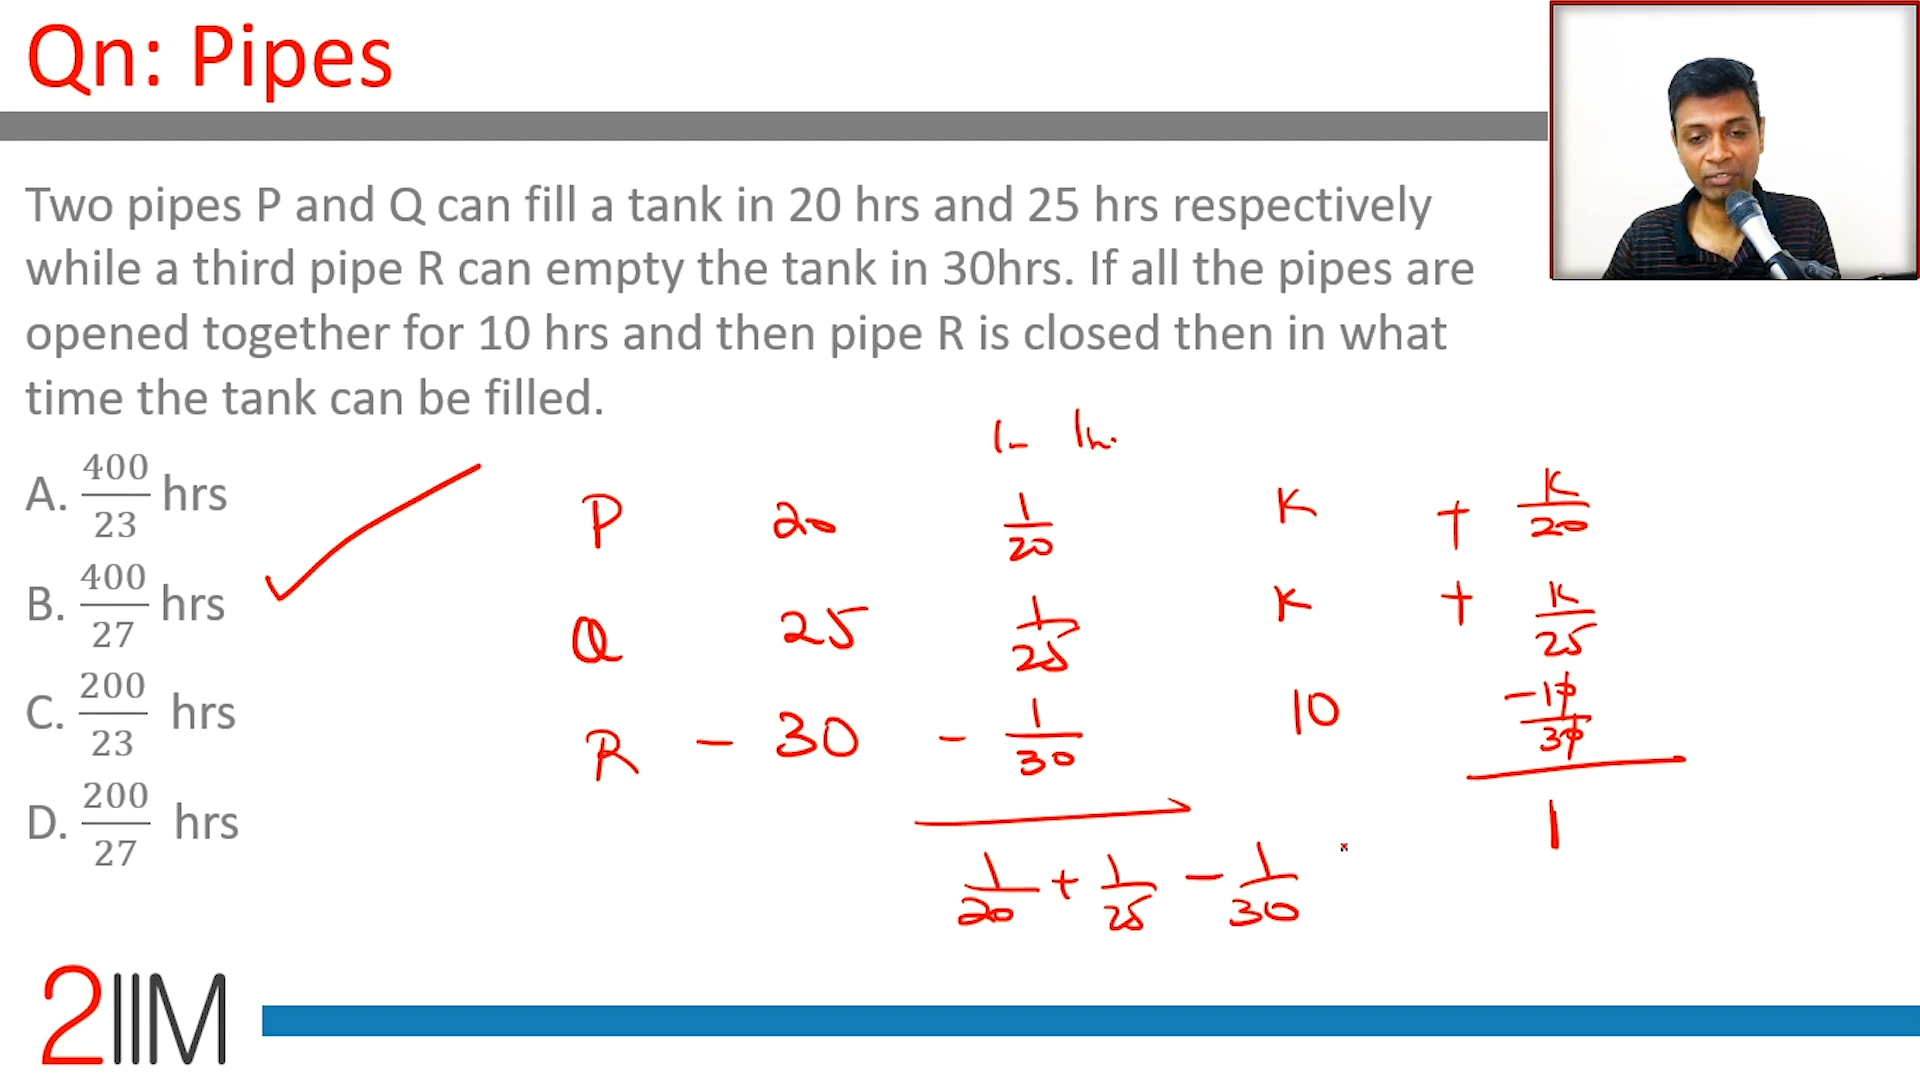 Qn: Pipes
Two pipes P and Q can fill a tank in 20 hrs and 25 hrs respectively
while a third pipe R can empty the tank in 30hrs. If all the pipes are
opened together for 10 hrs and then pipe R is closed then in what
time the tank can be filled.
A. 400/23 hrs
B. 400/27 hrs
C. 200/23 hrs
D. 200/27 hrs
1h.
P 20 1/20 K + K/20
Q 25 1/25 K + K/25
R - 30 - 1/30 10 -10/30
1
1/20 + 1/25 - 1/30
2IIM